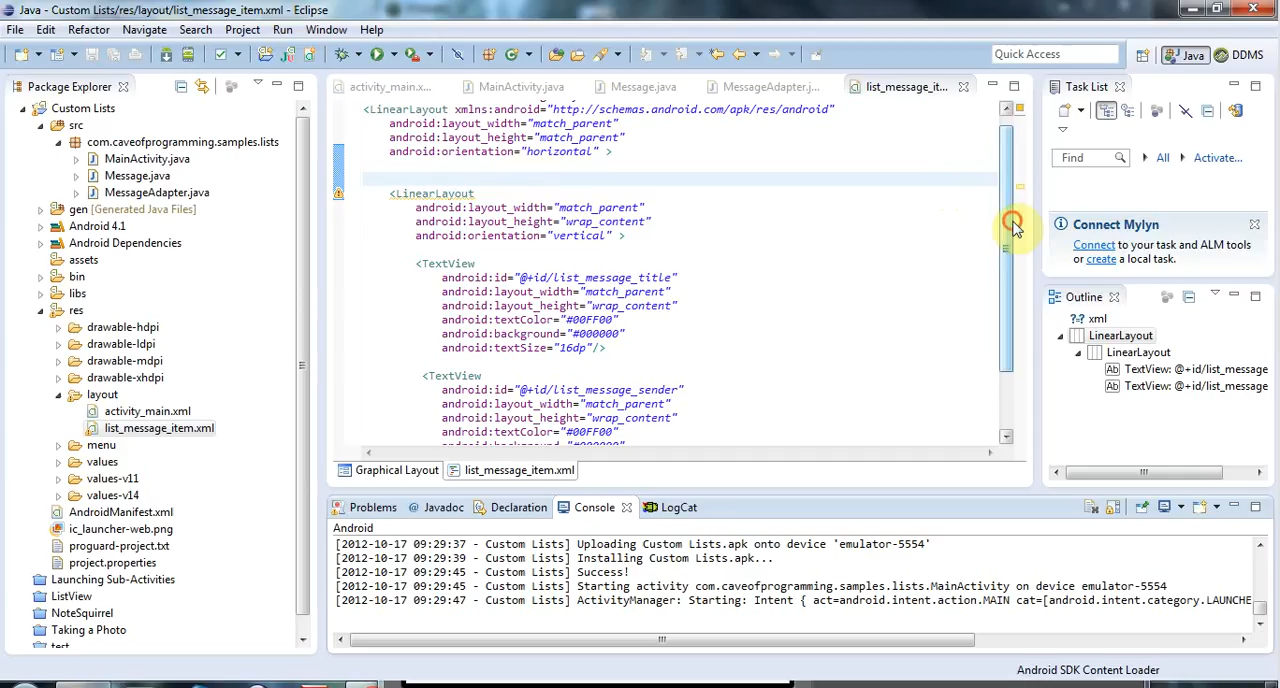 Java - Custom Lists/res/layout/list_message_item.xml - Eclipse
File Edit Refactor Navigate Search Project Run Window Help
Quick Access
Java
DDMS
Package Explorer
activity_main.x...
MainActivity.java
Message.java
MessageAdapter.j...
list_message_it...
Task List
Custom Lists
src
com.caveofprogramming.samples.lists
MainActivity.java
Message.java
MessageAdapter.java
gen [Generated Java Files]
Android 4.1
Android Dependencies
assets
bin
libs
res
drawable-hdpi
drawable-ldpi
drawable-mdpi
drawable-xhdpi
layout
activity_main.xml
list_message_item.xml
menu
values
values-v11
values-v14
AndroidManifest.xml
ic_launcher-web.png
proguard-project.txt
project.properties
Launching Sub-Activities
ListView
NoteSquirrel
Taking a Photo
test
<LinearLayout xmlns:android="http://schemas.android.com/apk/res/android"
android:layout_width="match_parent"
android:layout_height="match_parent"
android:orientation="horizontal" >
<LinearLayout
android:layout_width="match_parent"
android:layout_height="wrap_content"
android:orientation="vertical" >
<TextView
android:id="@+id/list_message_title"
android:layout_width="match_parent"
android:layout_height="wrap_content"
android:textColor="#00FF00"
android:background="#000000"
android:textSize="16dp"/>
<TextView
android:id="@+id/list_message_sender"
android:layout_width="match_parent"
android:layout_height="wrap_content"
android:textColor="#00FF00"
android:background="#000000"
Graphical Layout
list_message_item.xml
Find
All
Activate...
Connect Mylyn
Connect to your task and ALM tools
or create a local task.
Outline
xml
LinearLayout
LinearLayout
TextView: @+id/list_message
TextView: @+id/list_message
Problems
Javadoc
Declaration
Console
LogCat
Android
[2012-10-17 09:29:37 - Custom Lists] Uploading Custom Lists.apk onto device 'emulator-5554'
[2012-10-17 09:29:39 - Custom Lists] Installing Custom Lists.apk...
[2012-10-17 09:29:45 - Custom Lists] Success!
[2012-10-17 09:29:45 - Custom Lists] Starting activity com.caveofprogramming.samples.lists.MainActivity on device emulator-5554
[2012-10-17 09:29:47 - Custom Lists] ActivityManager: Starting: Intent { act=android.intent.action.MAIN cat=[android.intent.category.LAUNCHE
Android SDK Content Loader